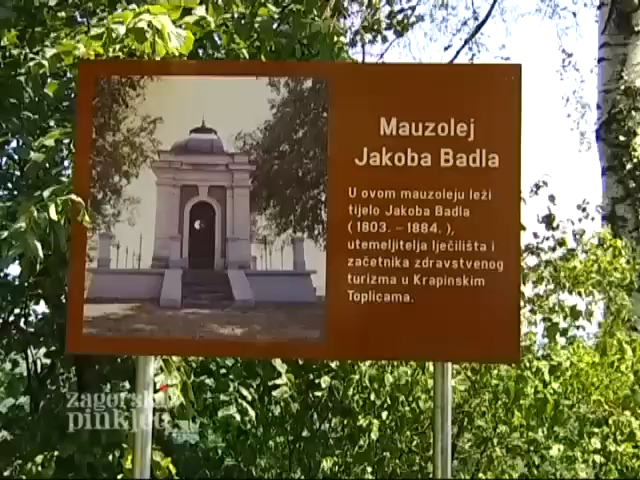 Mauzolej
Jakoba Badla
U ovom mauzoleju leži
tijelo Jakoba Badla
( 1803. – 1884. ),
utemeljitelja lječilišta i
začetnika zdravstvenog
turizma u Krapinskim
Toplicama.
zagorski
pinklec